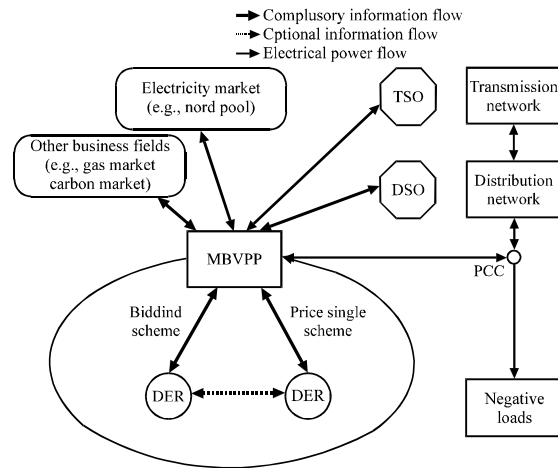 Complusory information flow
Cptional information flow
Electrical power flow
Electricity market
(e.g., nord pool)
TSO
Transmission
network
Other business fields
(e.g., gas market
carbon market)
DSO
Distribution
network
MBVPP
PCC
Biddind
scheme
Price single
scheme
DER
DER
Negative
loads